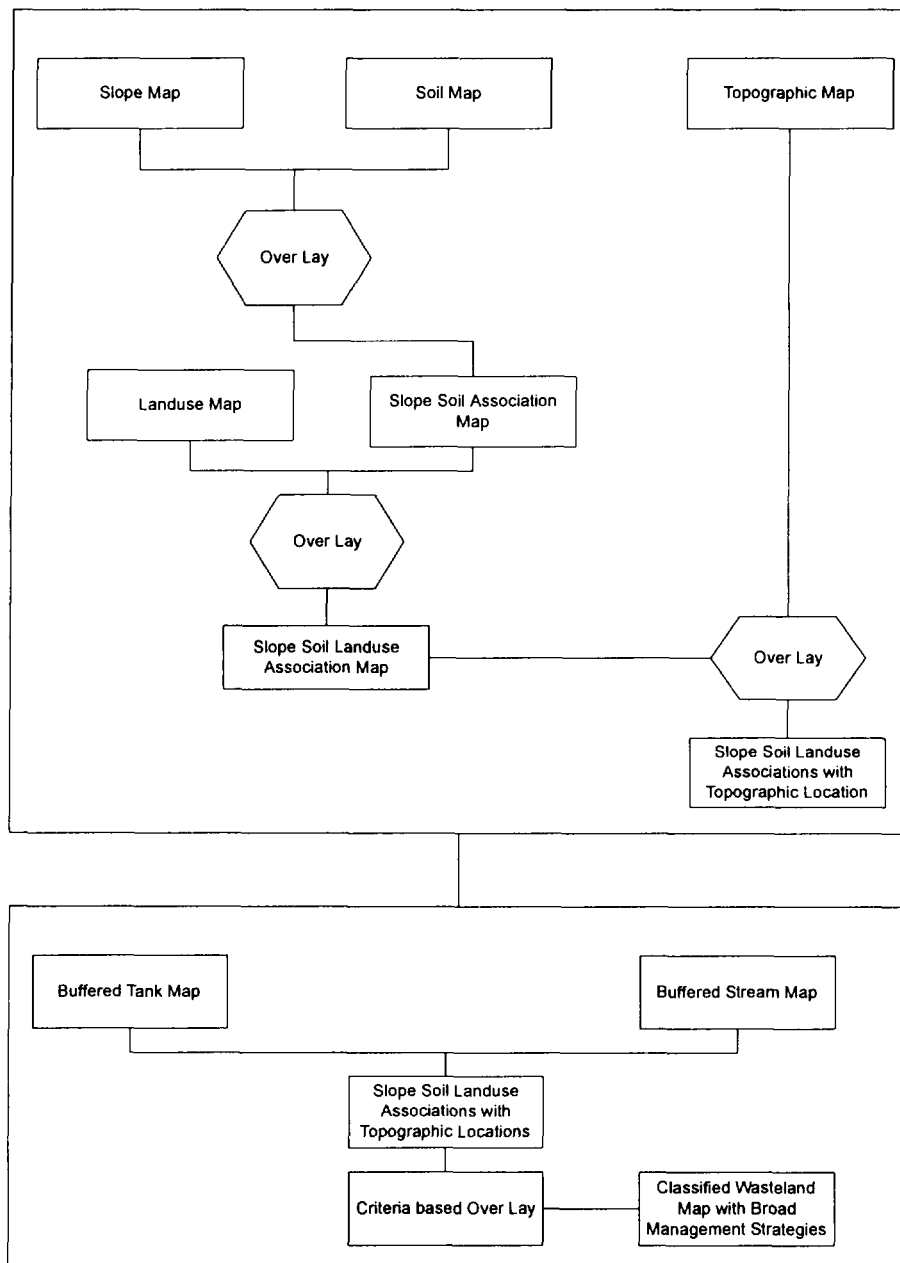 Slope Map
Soil Map
Topographic Map
Over Lay
Landuse Map
Slope Soil Association
Map
Over Lay
Slope Soil Landuse
Association Map
Over Lay
Slope Soil Landuse
Associations with
Topographic Location
Buffered Tank Map
Buffered Stream Map
Slope Soil Landuse
Associations with
Topographic Locations
Criteria based Over Lay
Classified Wasteland
Map with Broad
Management Strategies